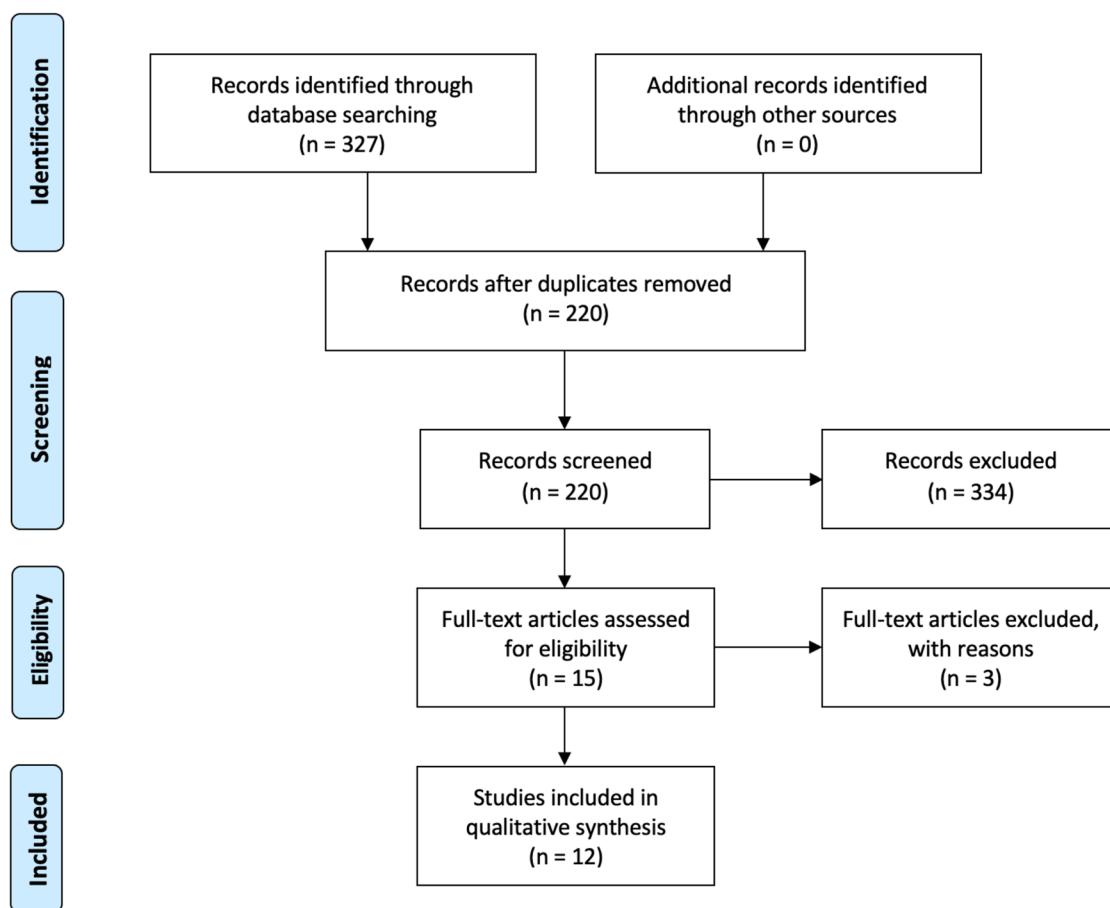 Identification
Records identified through
database searching
(n = 327)
Additional records identified
through other sources
(n = 0)
Records after duplicates removed
(n = 220)
Screening
Records screened
(n = 220)
Records excluded
(n = 334)
Eligibility
Full-text articles assessed
for eligibility
(n = 15)
Full-text articles excluded,
with reasons
(n = 3)
Included
Studies included in
qualitative synthesis
(n = 12)